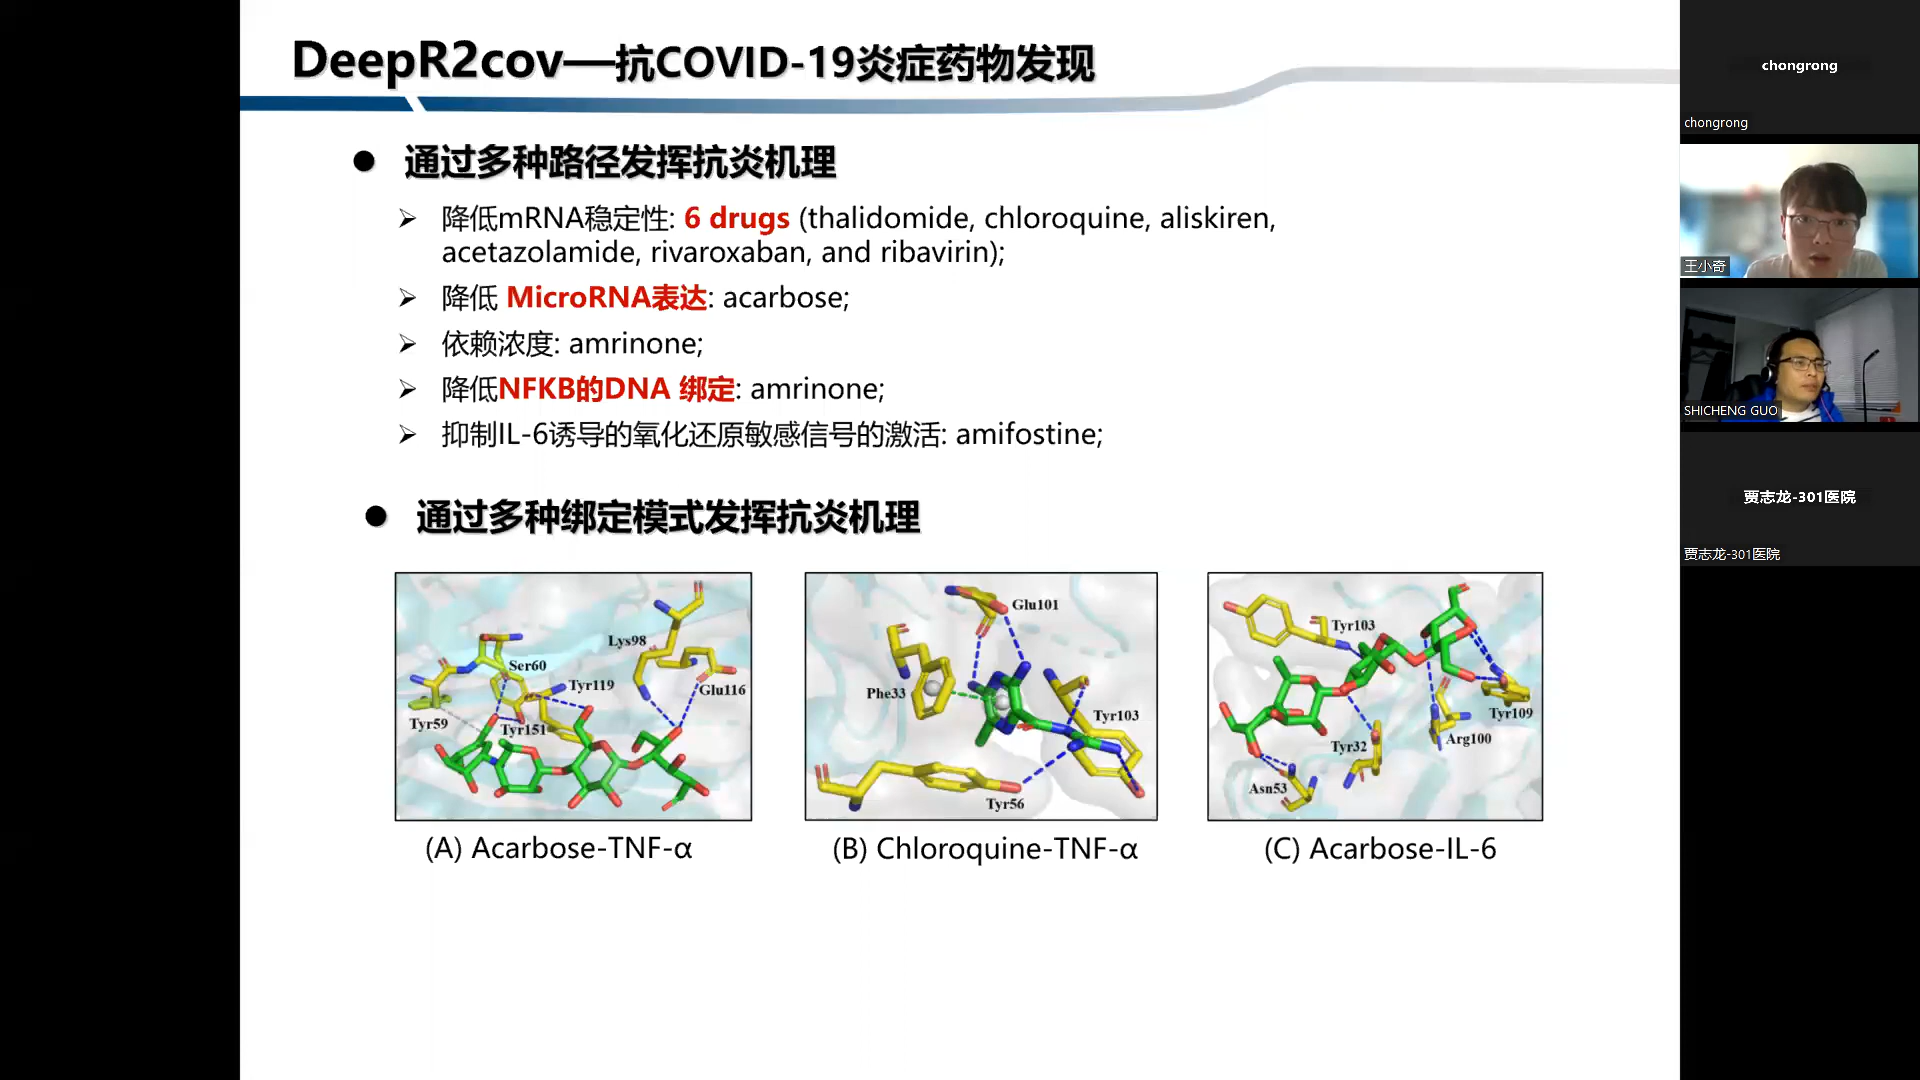 DeepR2cov—抗COVID-19炎症药物发现
● 通过多种路径发挥抗炎机理
➢ 降低mRNA稳定性: 6 drugs (thalidomide, chloroquine, aliskiren,
acetazolamide, rivaroxaban, and ribavirin);
➢ 降低 MicroRNA表达: acarbose;
➢ 依赖浓度: amrinone;
➢ 降低NFKB的DNA 绑定: amrinone;
➢ 抑制IL-6诱导的氧化还原敏感信号的激活: amifostine;
● 通过多种绑定模式发挥抗炎机理
Lys98
Ser60
Tyr119
Glu116
Tyr59
Tyr151
(A) Acarbose-TNF-α
Glu101
Phe33
Tyr103
Tyr56
(B) Chloroquine-TNF-α
Tyr103
Tyr109
Arg100
Tyr32
Asn53
(C) Acarbose-IL-6
chongrong
chongrong
王小奇
SHICHENG GUO
贾志龙-301医院
贾志龙-301医院